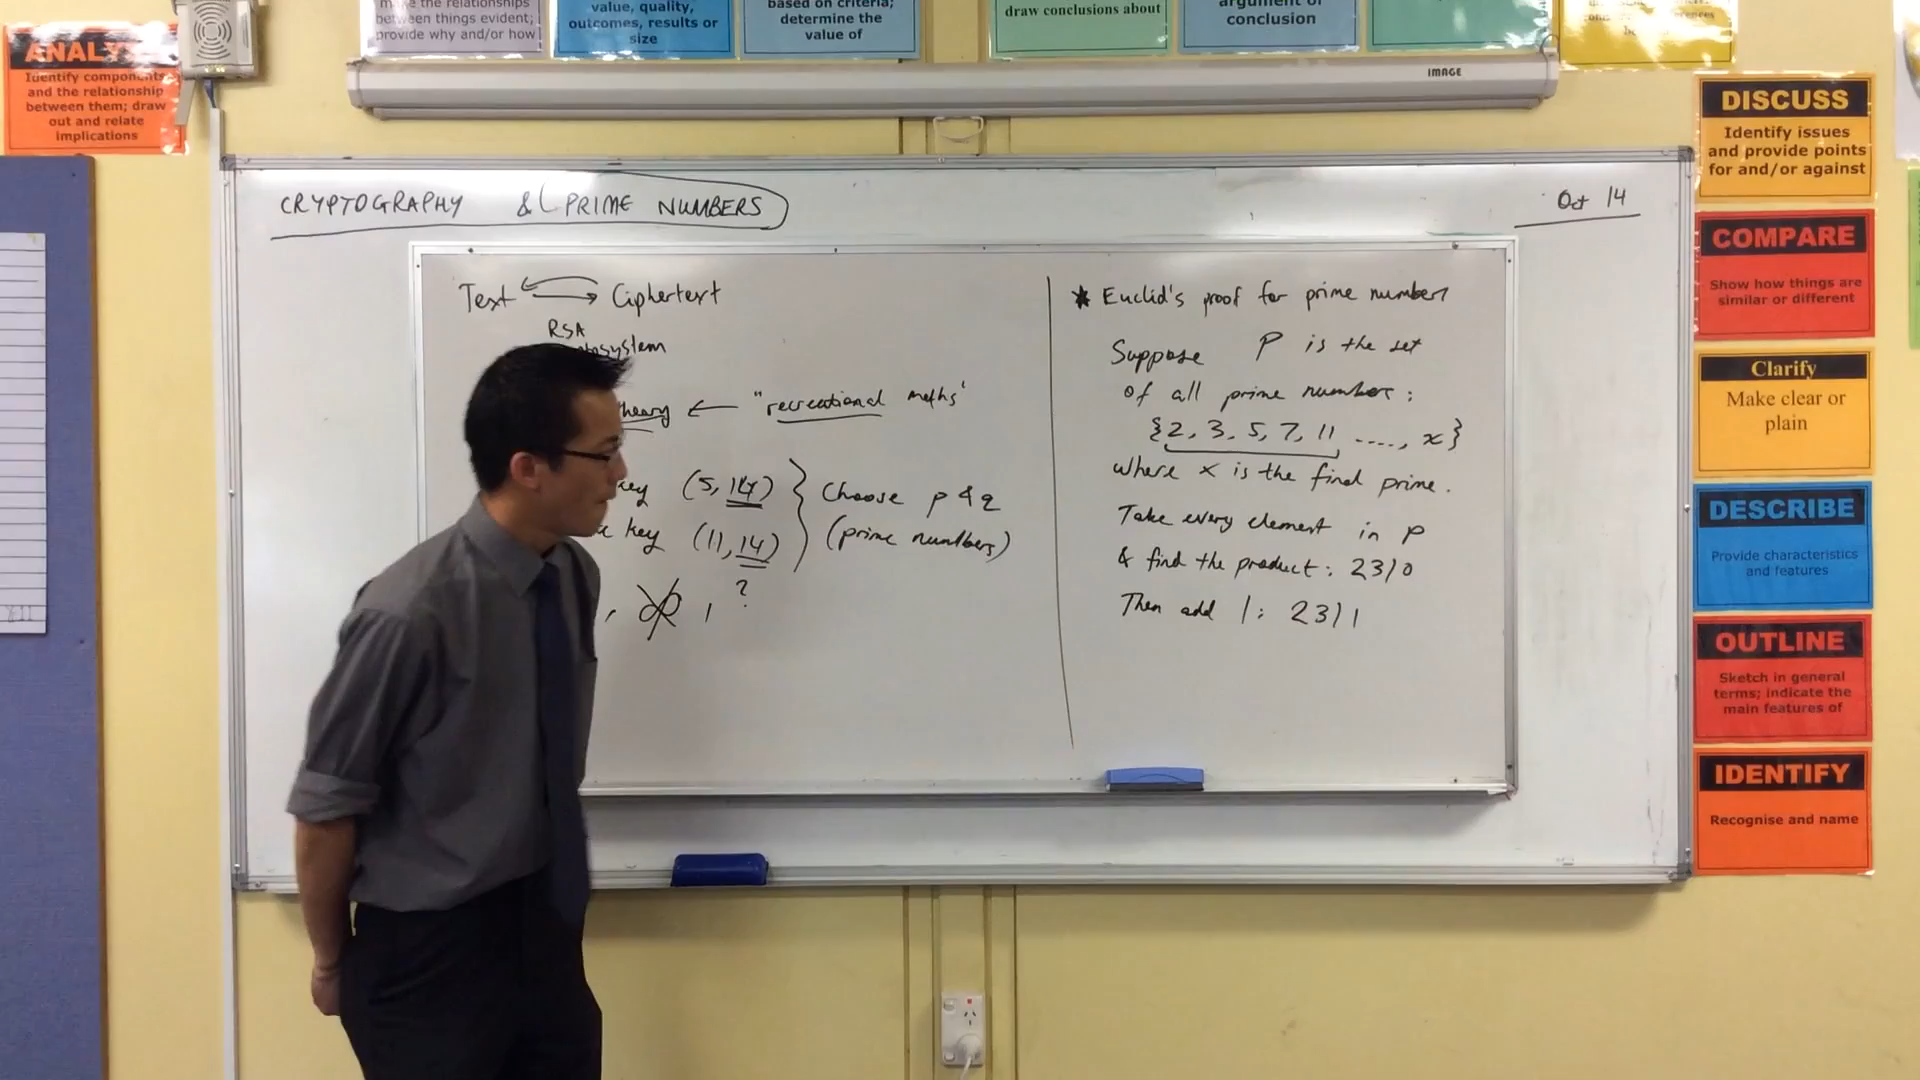 make the relationships
between things evident;
provide why and/or how
value, quality,
outcomes, results or
size
based on criteria;
determine the
value of
draw conclusions about
argument or
conclusion
Identify components
and the relationship
between them; draw
out and relate
implications
IMAGE
DISCUSS
Identify issues
and provide points
for and/or against
COMPARE
Show how things are
similar or different
Clarify
Make clear or
plain
DESCRIBE
Provide characteristics
and features
OUTLINE
Sketch in general
terms; indicate the
main features of
IDENTIFY
Recognise and name
CRYPTOGRAPHY & (PRIME NUMBERS)
Oct 14
Text Ciphertext
RSA
"recreational maths"
key (5, 14) } Choose p & q
key (11, 14) (prime numbers)
?
* Euclid's proof for prime numbers
Suppose P is the set
of all prime numbers:
{2, 3, 5, 7, 11 ...., x}
where x is the final prime.
Take every element in P
& find the product: 2310
Then add 1: 2311